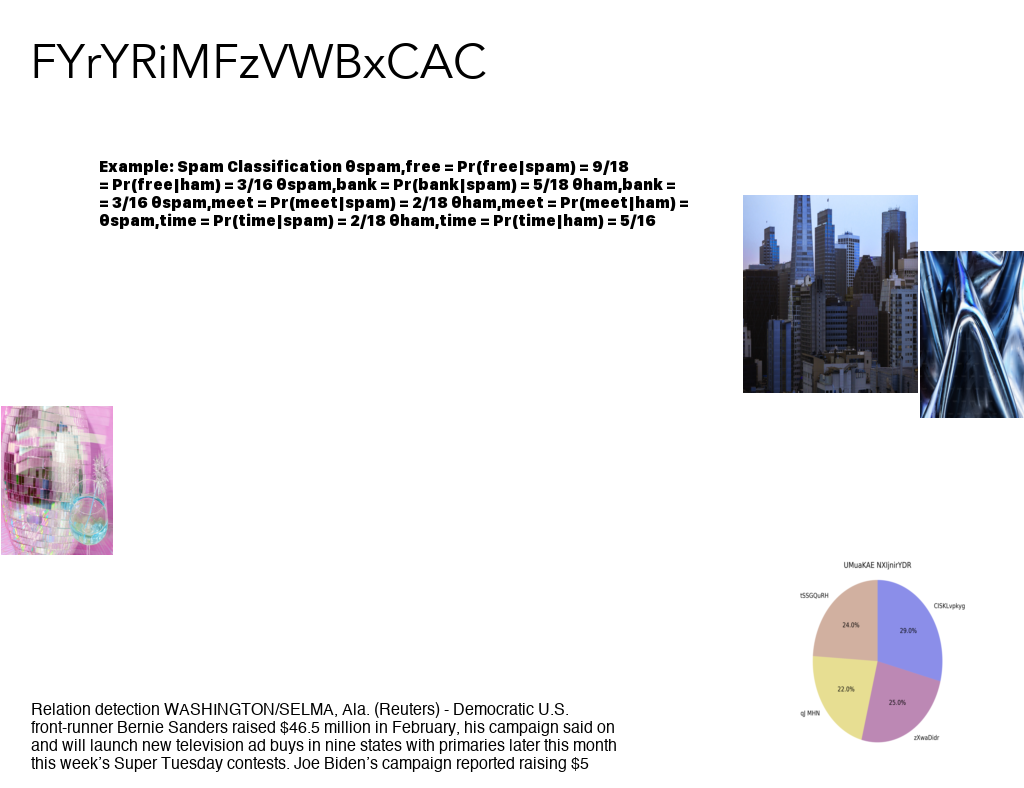 FYrYRiMFzVWBxCAC
Example: Spam Classification θspam,free = Pr(free|spam) = 9/18
= Pr(free|ham) = 3/16 θspam,bank = Pr(bank|spam) = 5/18 θham,bank =
= 3/16 θspam,meet = Pr(meet|spam) = 2/18 θham,meet = Pr(meet|ham) =
θspam,time = Pr(time|spam) = 2/18 θham,time = Pr(time|ham) = 5/16
UMuaKAE NXljnirYDR
tSSGQuRH
ClSKLvpkyg
24.0%
29.0%
22.0%
25.0%
qJ MHN
zXwaDldr
Relation detection WASHINGTON/SELMA, Ala. (Reuters) - Democratic U.S.
front-runner Bernie Sanders raised $46.5 million in February, his campaign said on
and will launch new television ad buys in nine states with primaries later this month
this week’s Super Tuesday contests. Joe Biden’s campaign reported raising $5